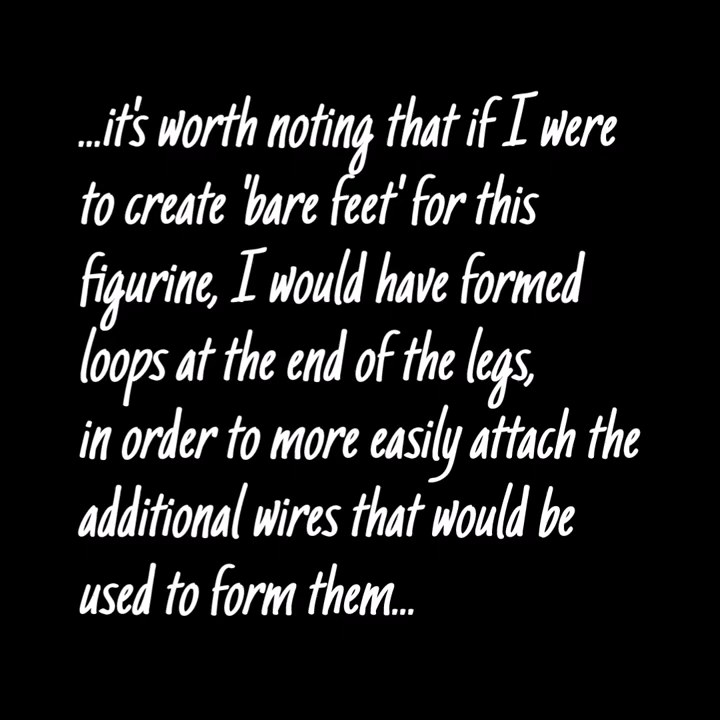 ...it's worth noting that if I were
to create 'bare feet' for this
figurine, I would have formed
loops at the end of the legs,
in order to more easily attach the
additional wires that would be
used to form them...